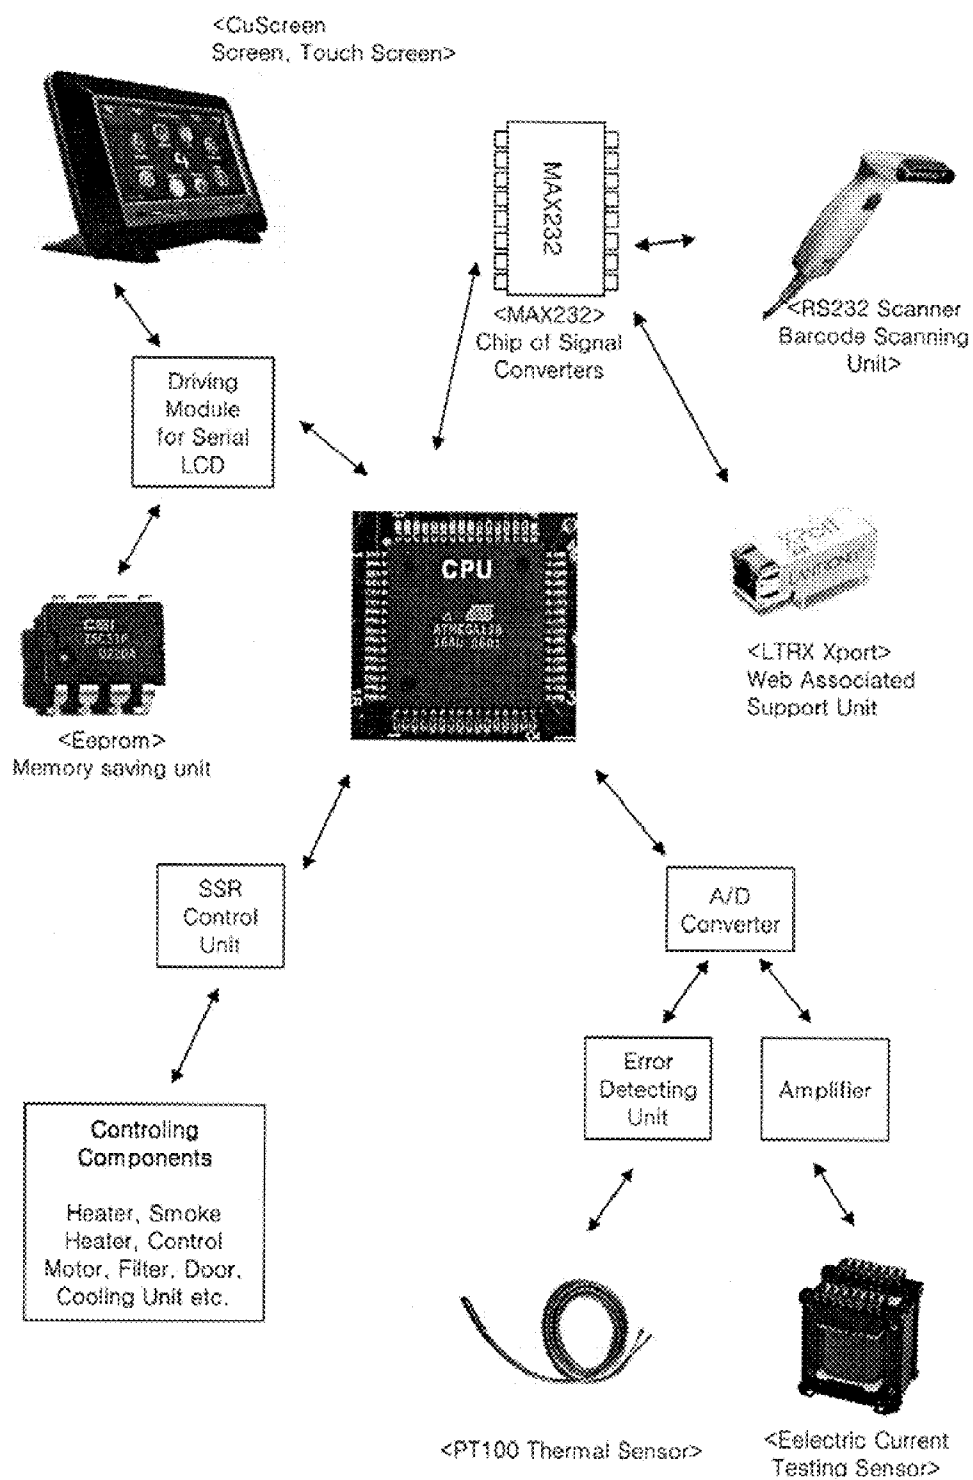 <CuScreen
Screen, Touch Screen>
MAX232
<MAX232>
Chip of Signal
Converters
<RS232 Scanner
Barcode Scanning
Unit>
Driving
Module
for Serial
LCD
CPU
<LTRX Xport>
Web Associated
Support Unit
<Eeprom>
Memory saving unit
SSR
Control
Unit
A/D
Converter
Error
Detecting
Unit
Amplifier
Controling
Components
Heater, Smoke
Heater, Control
Motor, Filter, Door,
Cooling Unit etc.
<PT100 Thermal Sensor>
<Eelectric Current
Testing Sensor>